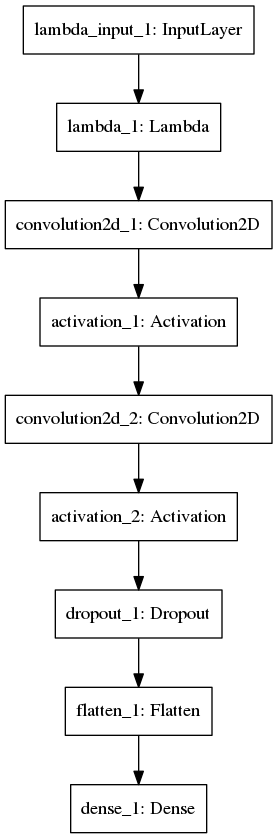 lambda_input_1: InputLayer
lambda_1: Lambda
convolution2d_1: Convolution2D
activation_1: Activation
convolution2d_2: Convolution2D
activation_2: Activation
dropout_1: Dropout
flatten_1: Flatten
dense_1: Dense